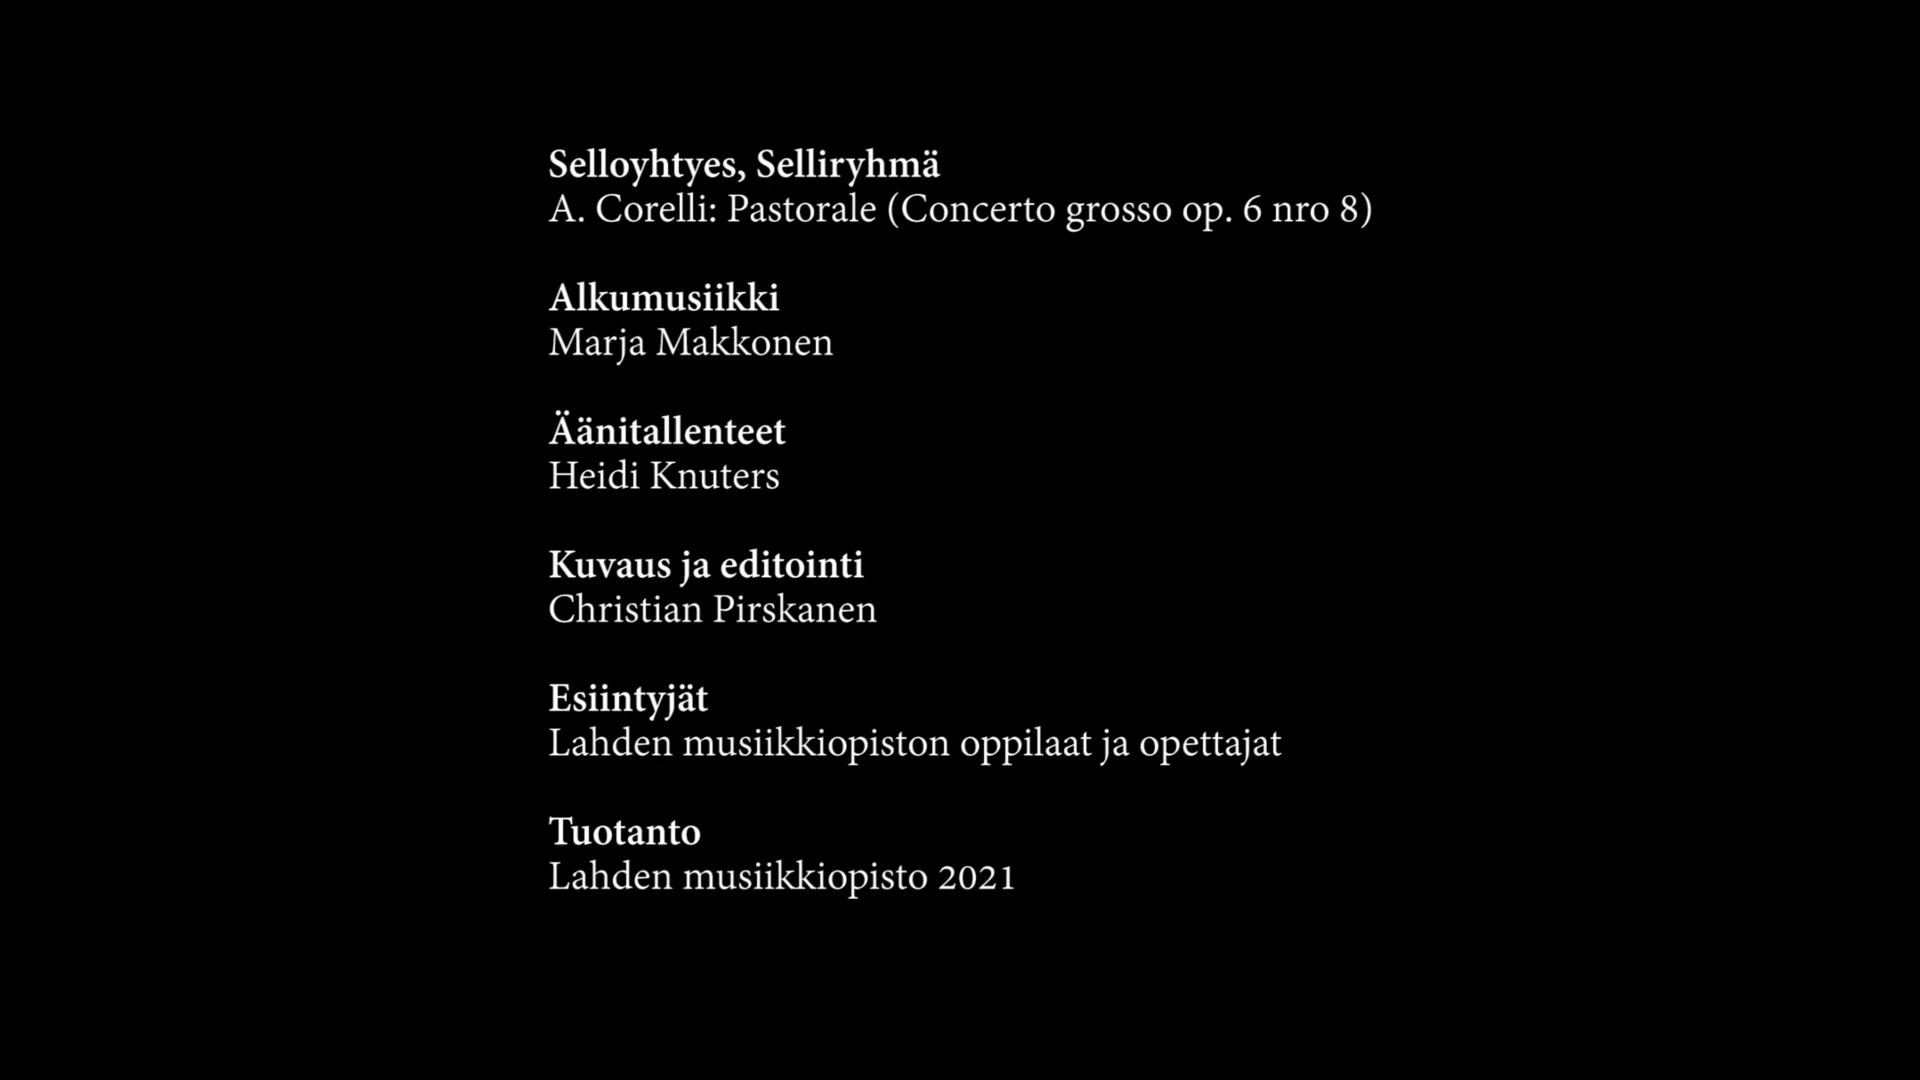 Selloyhtyes, Selliryhmä
A. Corelli: Pastorale (Concerto grosso op. 6 nro 8)
Alkumusiikki
Marja Makkonen
Äänitallenteet
Heidi Knuters
Kuvaus ja editointi
Christian Pirskanen
Esiintyjät
Lahden musiikkiopiston oppilaat ja opettajat
Tuotanto
Lahden musiikkiopisto 2021